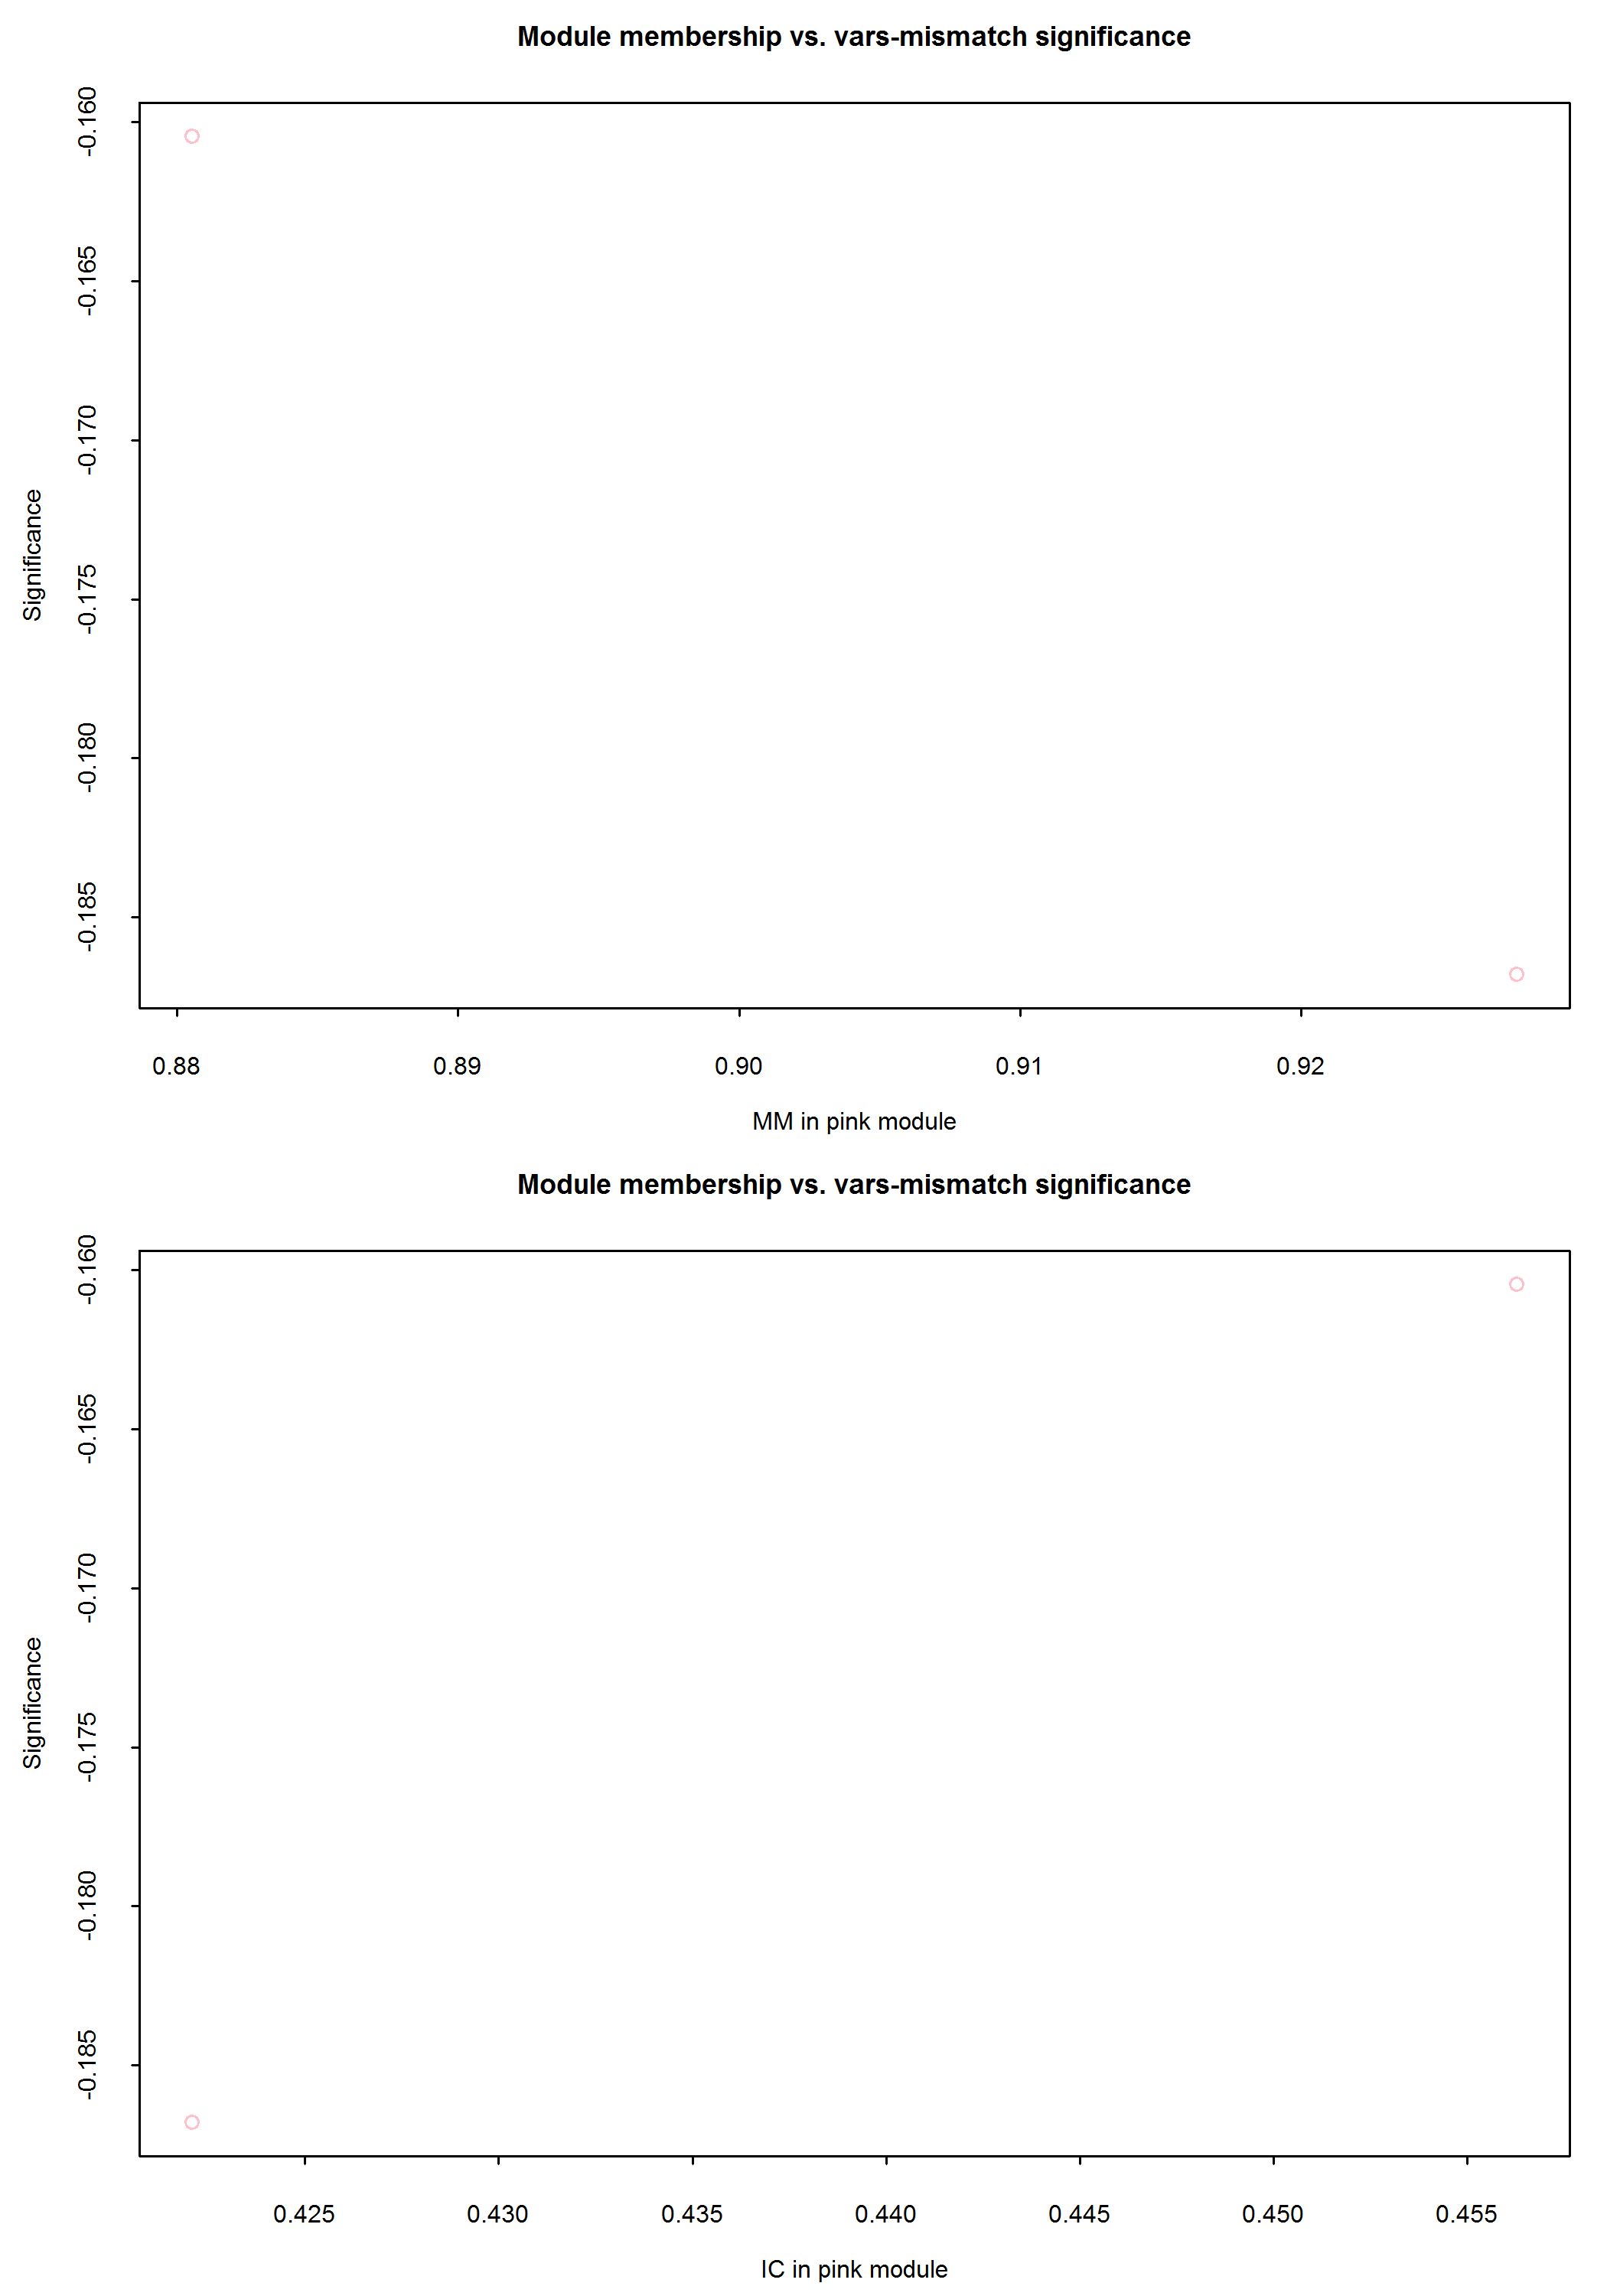 Module membership vs. vars-mismatch significance
-0.160
-0.165
-0.170
-0.175
-0.180
-0.185
Significance
0.88 0.89 0.90 0.91 0.92
MM in pink module
Module membership vs. vars-mismatch significance
-0.160
-0.165
-0.170
-0.175
-0.180
-0.185
Significance
0.425 0.430 0.435 0.440 0.445 0.450 0.455
IC in pink module